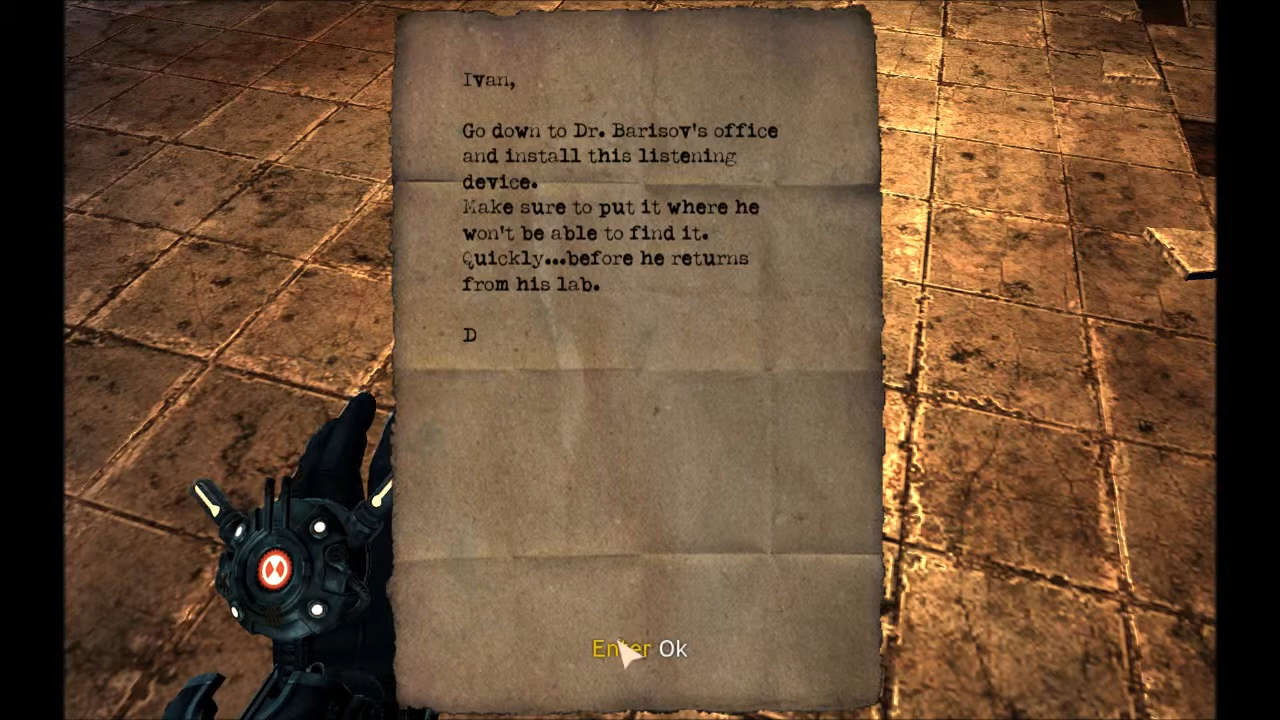 Ivan,
Go down to Dr. Barisov's office
and install this listening
device.
Make sure to put it where he
won't be able to find it.
Quickly...before he returns
from his lab.
D
Enter Ok